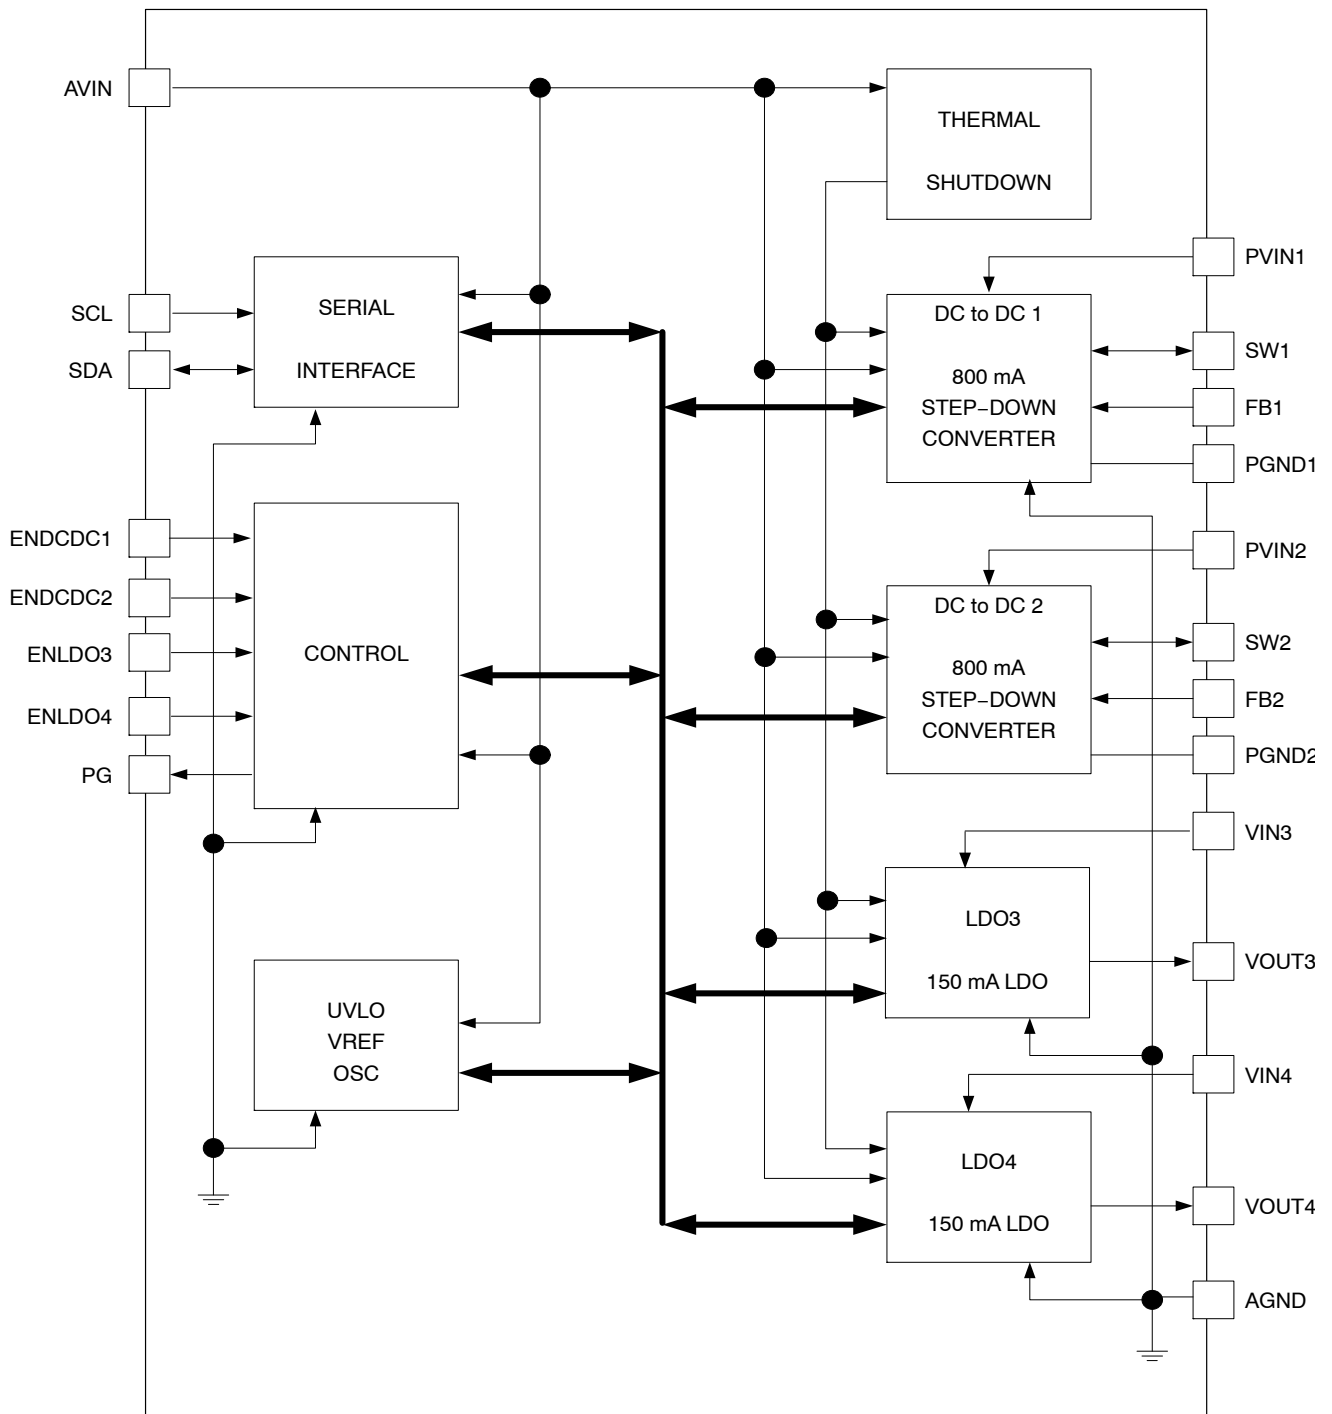 AVIN
THERMAL
SHUTDOWN
PVIN1
SCL
SDA
SERIAL
INTERFACE
DC to DC 1
800 mA
STEP−DOWN
CONVERTER
SW1
FB1
PGND1
ENDCDC1
ENDCDC2
ENLDO3
ENLDO4
PG
CONTROL
PVIN2
DC to DC 2
800 mA
STEP−DOWN
CONVERTER
SW2
FB2
PGND2
VIN3
LDO3
150 mA LDO
VOUT3
UVLO
VREF
OSC
VIN4
LDO4
150 mA LDO
VOUT4
AGND